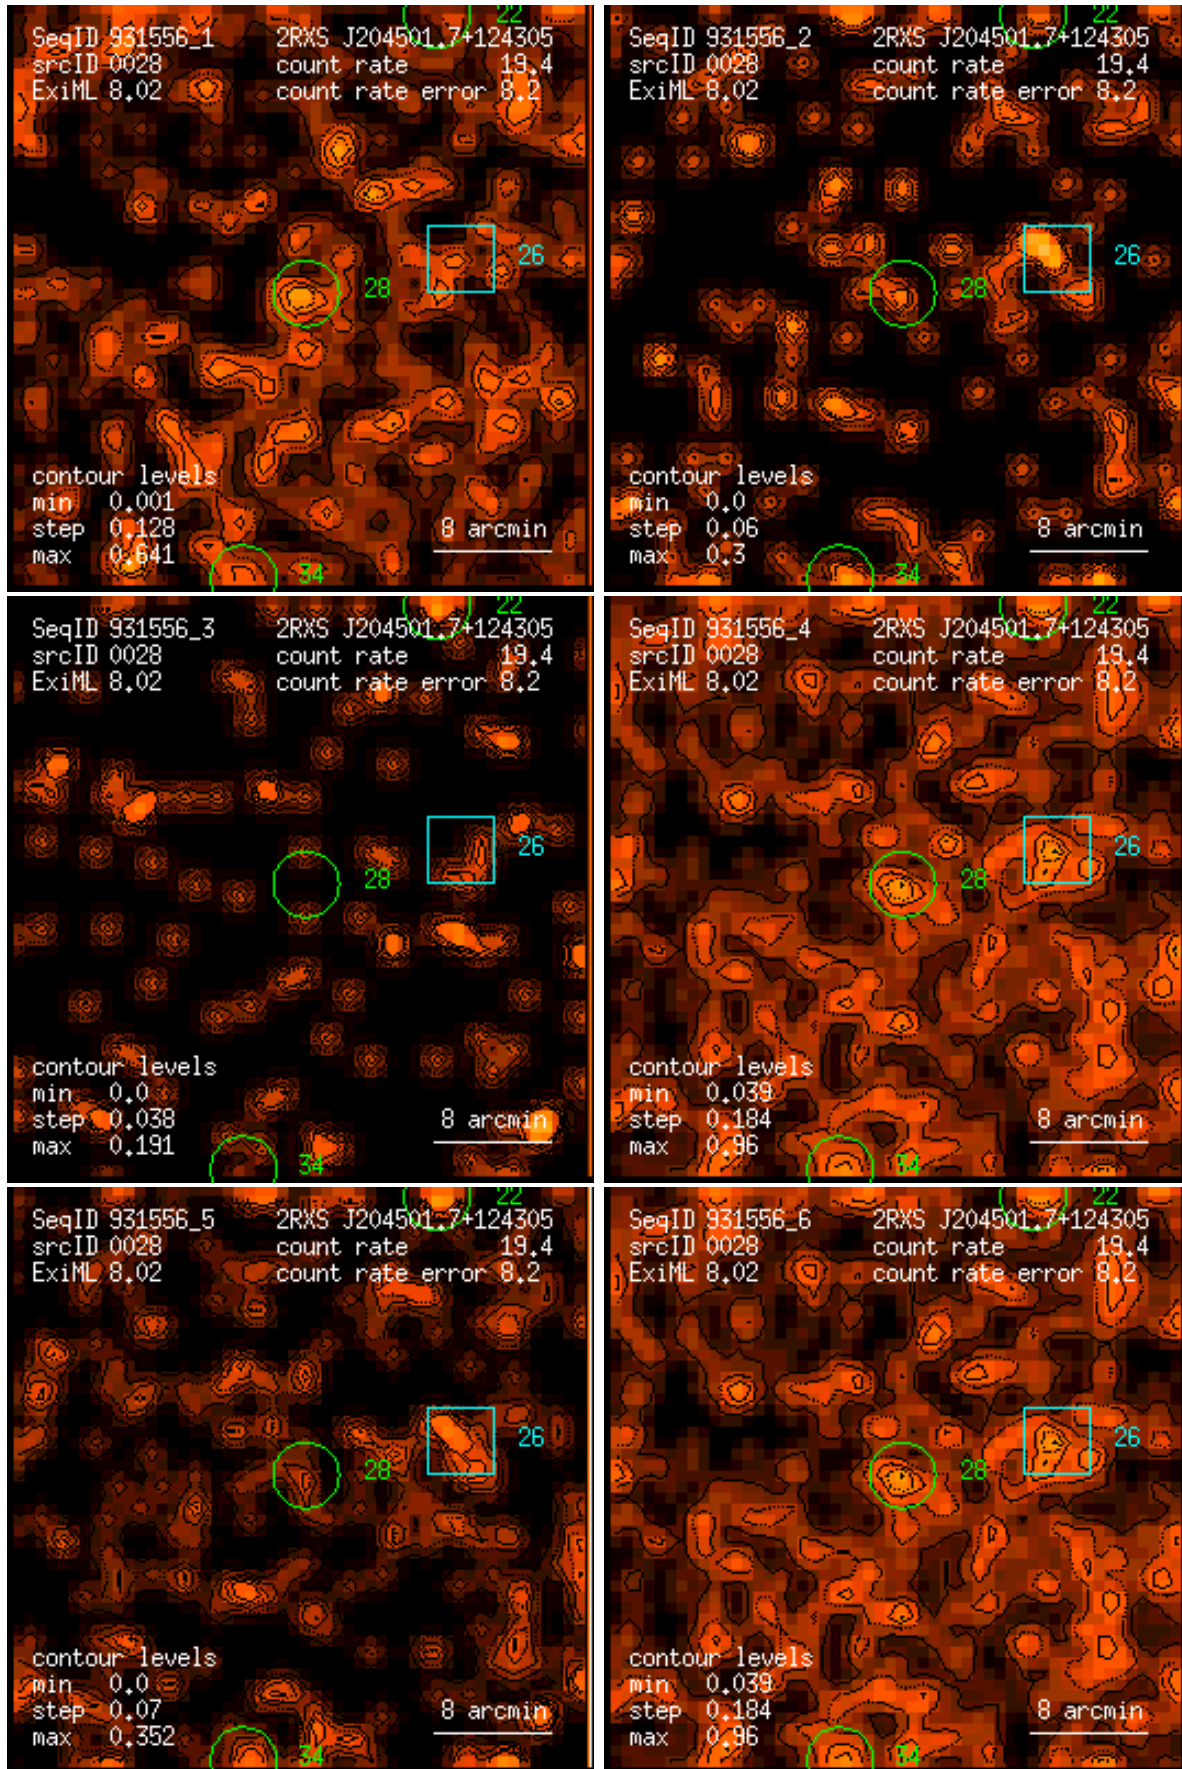 22
SeqID 931556_1 2RXS J204501.7+124305
srcID 0028 count rate 19.4
ExiML 8.02 count rate error 8.2
26
28
contour levels
min 0.001
step 0.128 8 arcmin
max 0.641
34
22
SeqID 931556_2 2RXS J204501.7+124305
srcID 0028 count rate 19.4
ExiML 8.02 count rate error 8.2
26
28
contour levels
min 0.0
step 0.06 8 arcmin
max 0.3
34
22
SeqID 931556_3 2RXS J204501.7+124305
srcID 0028 count rate 19.4
ExiML 8.02 count rate error 8.2
26
28
contour levels
min 0.0
step 0.038 8 arcmin
max 0.191
34
22
SeqID 931556_4 2RXS J204501.7+124305
srcID 0028 count rate 19.4
ExiML 8.02 count rate error 8.2
26
28
contour levels
min 0.039
step 0.184 8 arcmin
max 0.96
34
22
SeqID 931556_5 2RXS J204501.7+124305
srcID 0028 count rate 19.4
ExiML 8.02 count rate error 8.2
26
28
contour levels
min 0.0
step 0.07 8 arcmin
max 0.352
34
22
SeqID 931556_6 2RXS J204501.7+124305
srcID 0028 count rate 19.4
ExiML 8.02 count rate error 8.2
26
28
contour levels
min 0.039
step 0.184 8 arcmin
max 0.96
34